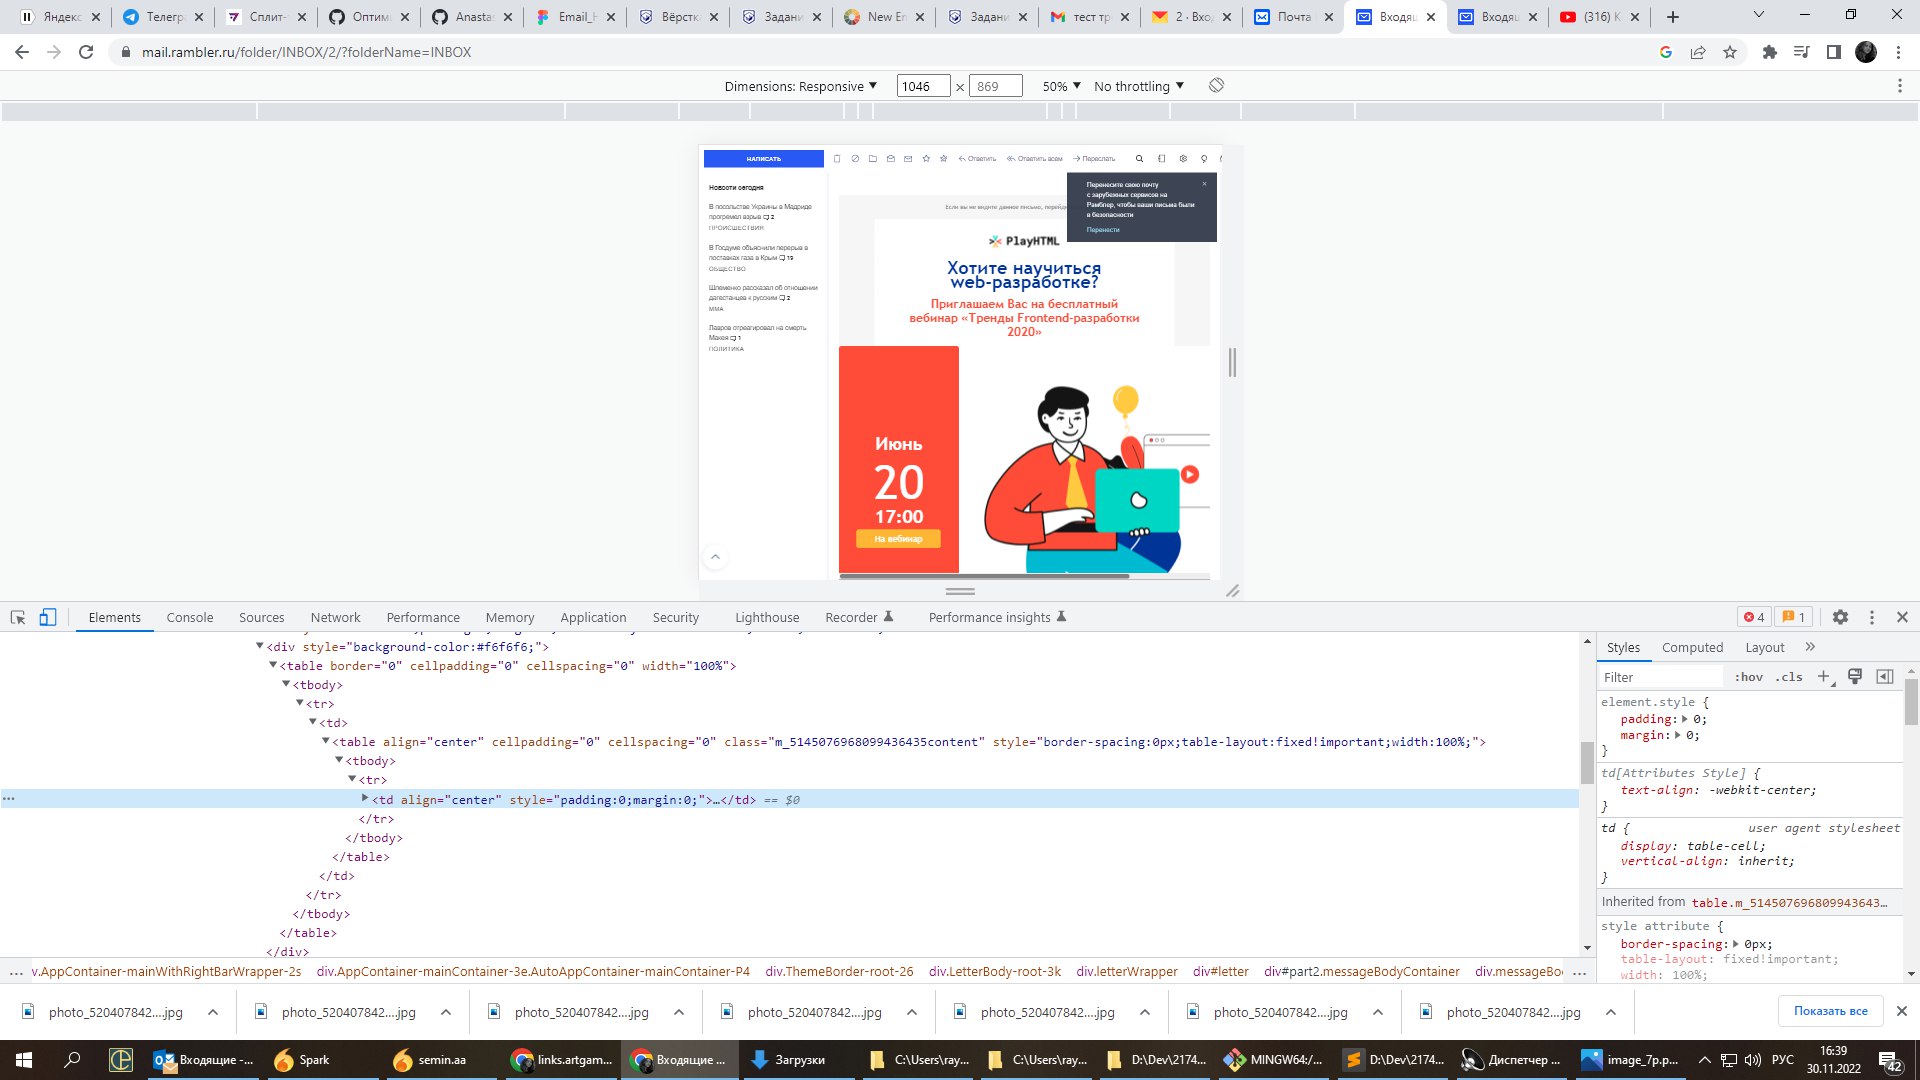 Яндекс
Телегр
Сплит-
Оптим
Anastas
Email_H
Вёрстк
Задани
New Em
Задани
тест тр
2 · Вхо
Почта
Входящ
Входящ
(316) К
mail.rambler.ru/folder/INBOX/2/?folderName=INBOX
Dimensions: Responsive ▼ 1046 × 869 50% ▼ No throttling ▼
НАПИСАТЬ
Ответить
Ответить всем
Переслать
Новости сегодня
В посольстве Украины в Мадриде
прогремел взрыв 2
ПРОИСШЕСТВИЯ
В Госдуме объяснили перерыв в
поставках газа в Крым 19
ОБЩЕСТВО
Шлеменко рассказал об отношении
дагестанцев к русским 2
ММА
Лавров отреагировал на смерть
Макея 1
ПОЛИТИКА
Перенесите свою почту
с зарубежных сервисов на
Рамблер, чтобы ваши письма были
в безопасности
Перенести
Если вы не видите данное письмо, перейд
PlayHTML
Хотите научиться
web-разработке?
Приглашаем Вас на бесплатный
вебинар «Тренды Frontend-разработки
2020»
Июнь
20
17:00
На вебинар
Elements Console Sources Network Performance Memory Application Security Lighthouse Recorder Performance insights 4 1
<div style="background-color:#f6f6f6;">
<table border="0" cellpadding="0" cellspacing="0" width="100%">
<tbody>
<tr>
<td>
<table align="center" cellpadding="0" cellspacing="0" class="m_5145076968099436435content" style="border-spacing:0px;table-layout:fixed!important;width:100%;">
<tbody>
<tr>
<td align="center" style="padding:0;margin:0;">…</td> == $0
</tr>
</tbody>
</table>
</td>
</tr>
</tbody>
</table>
</div>
Styles Computed Layout
Filter :hov .cls
element.style {
padding: 0;
margin: 0;
}
td[Attributes Style] {
text-align: -webkit-center;
}
td { user agent stylesheet
display: table-cell;
vertical-align: inherit;
}
Inherited from table.m_514507696809943643…
style attribute {
border-spacing: 0px;
table-layout: fixed!important;
width: 100%;
… v.AppContainer-mainWithRightBarWrapper-2s div.AppContainer-mainContainer-3e.AutoAppContainer-mainContainer-P4 div.ThemeBorder-root-26 div.LetterBody-root-3k div.letterWrapper div#letter div#part2.messageBodyContainer div.messageBo …
photo_520407842....jpg
photo_520407842....jpg
photo_520407842....jpg
photo_520407842....jpg
photo_520407842....jpg
photo_520407842....jpg
photo_520407842....jpg
Показать все
Входящие -...
Spark
semin.aa
links.artgam...
Входящие ...
Загрузки
C:\Users\ray...
C:\Users\ray...
D:\Dev\2174...
MINGW64:/...
D:\Dev\2174...
Диспетчер ...
image_7p.p...
РУС
16:39
30.11.2022
42